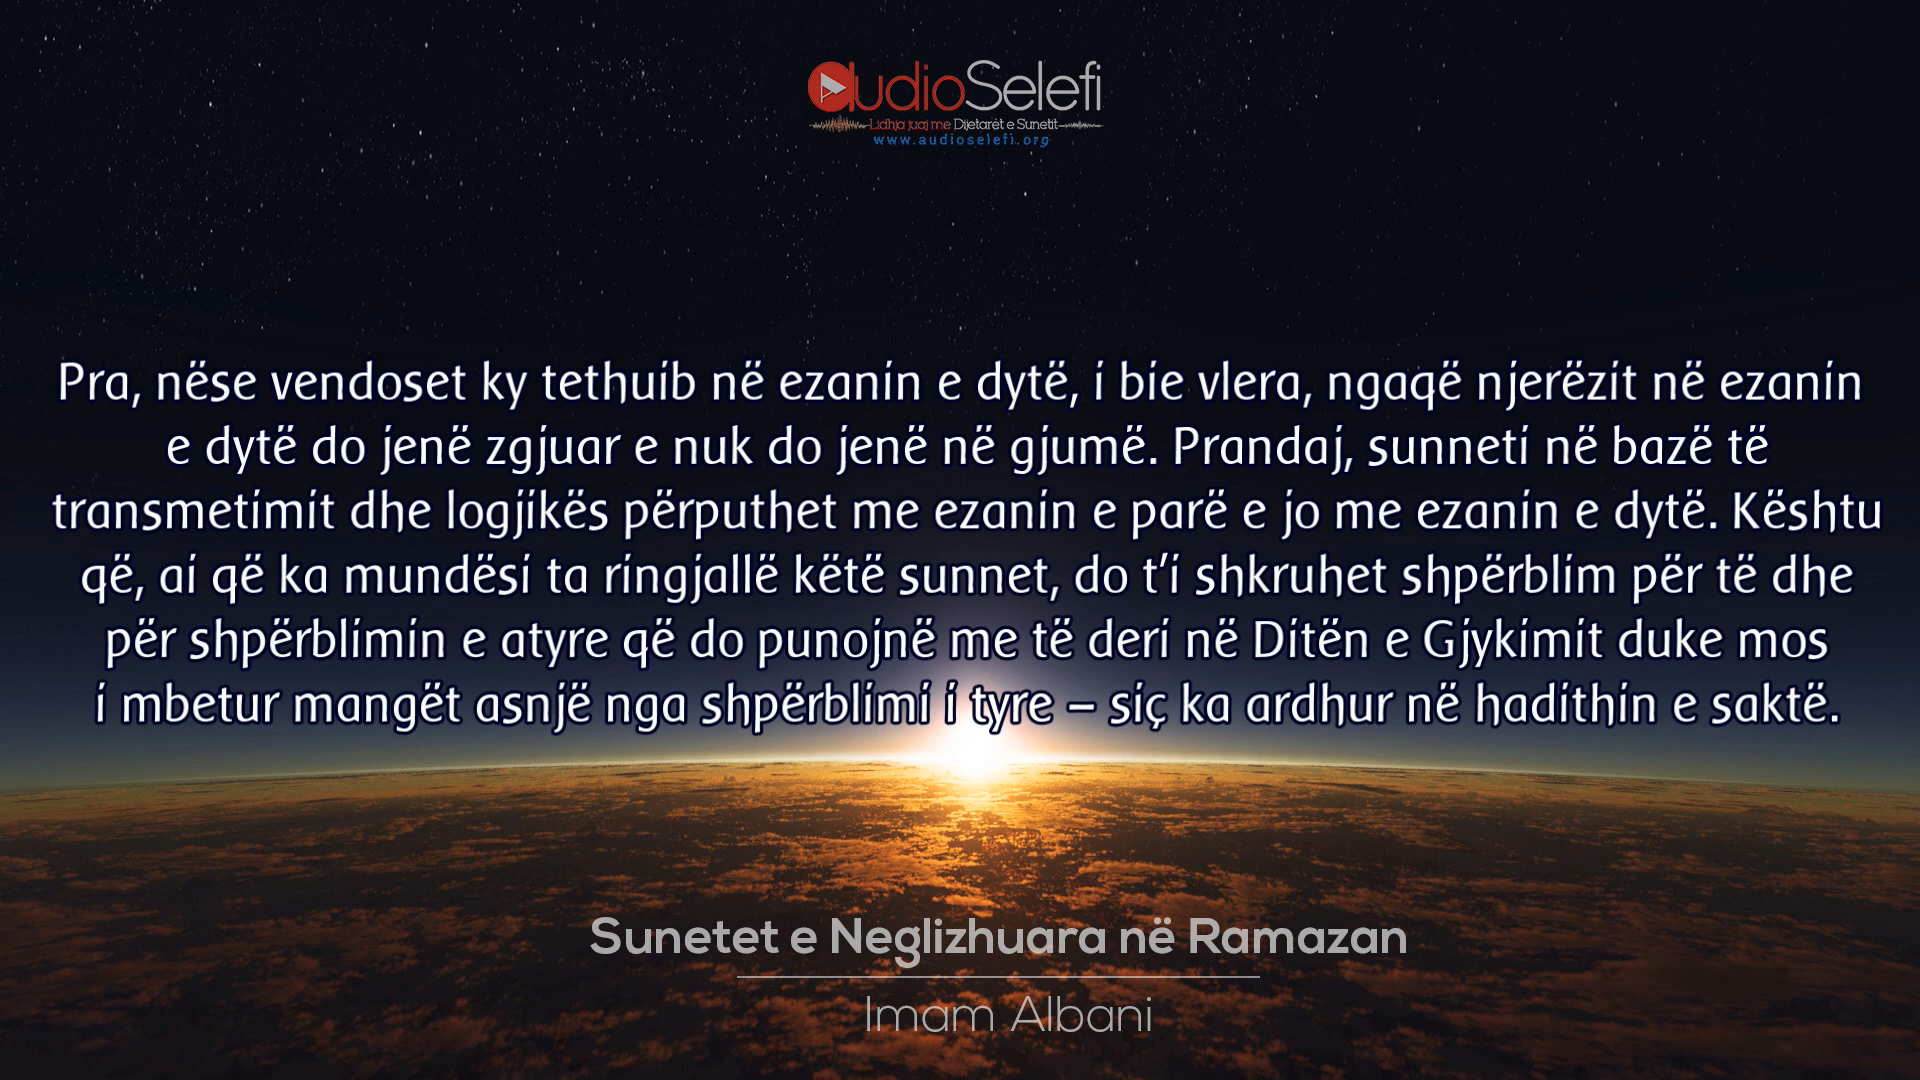 audioSelefi
Lidhja juaj me Dijetarët e Sunetit
www.audioselefi.org
Pra, nëse vendoset ky tethuib në ezanin e dytë, i bie vlera, ngaqë njerëzit në ezanin
e dytë do jenë zgjuar e nuk do jenë në gjumë. Prandaj, sunneti në bazë të
transmetimit dhe logjikës përputhet me ezanin e parë e jo me ezanin e dytë. Kështu
që, ai që ka mundësi ta ringjallë këtë sunnet, do t’i shkruhet shpërblim për të dhe
për shpërblimin e atyre që do punojnë me të deri në Ditën e Gjykimit duke mos
i mbetur mangët asnjë nga shpërblimi i tyre – siç ka ardhur në hadithin e saktë.
Sunetet e Neglizhuara në Ramazan
Imam Albani